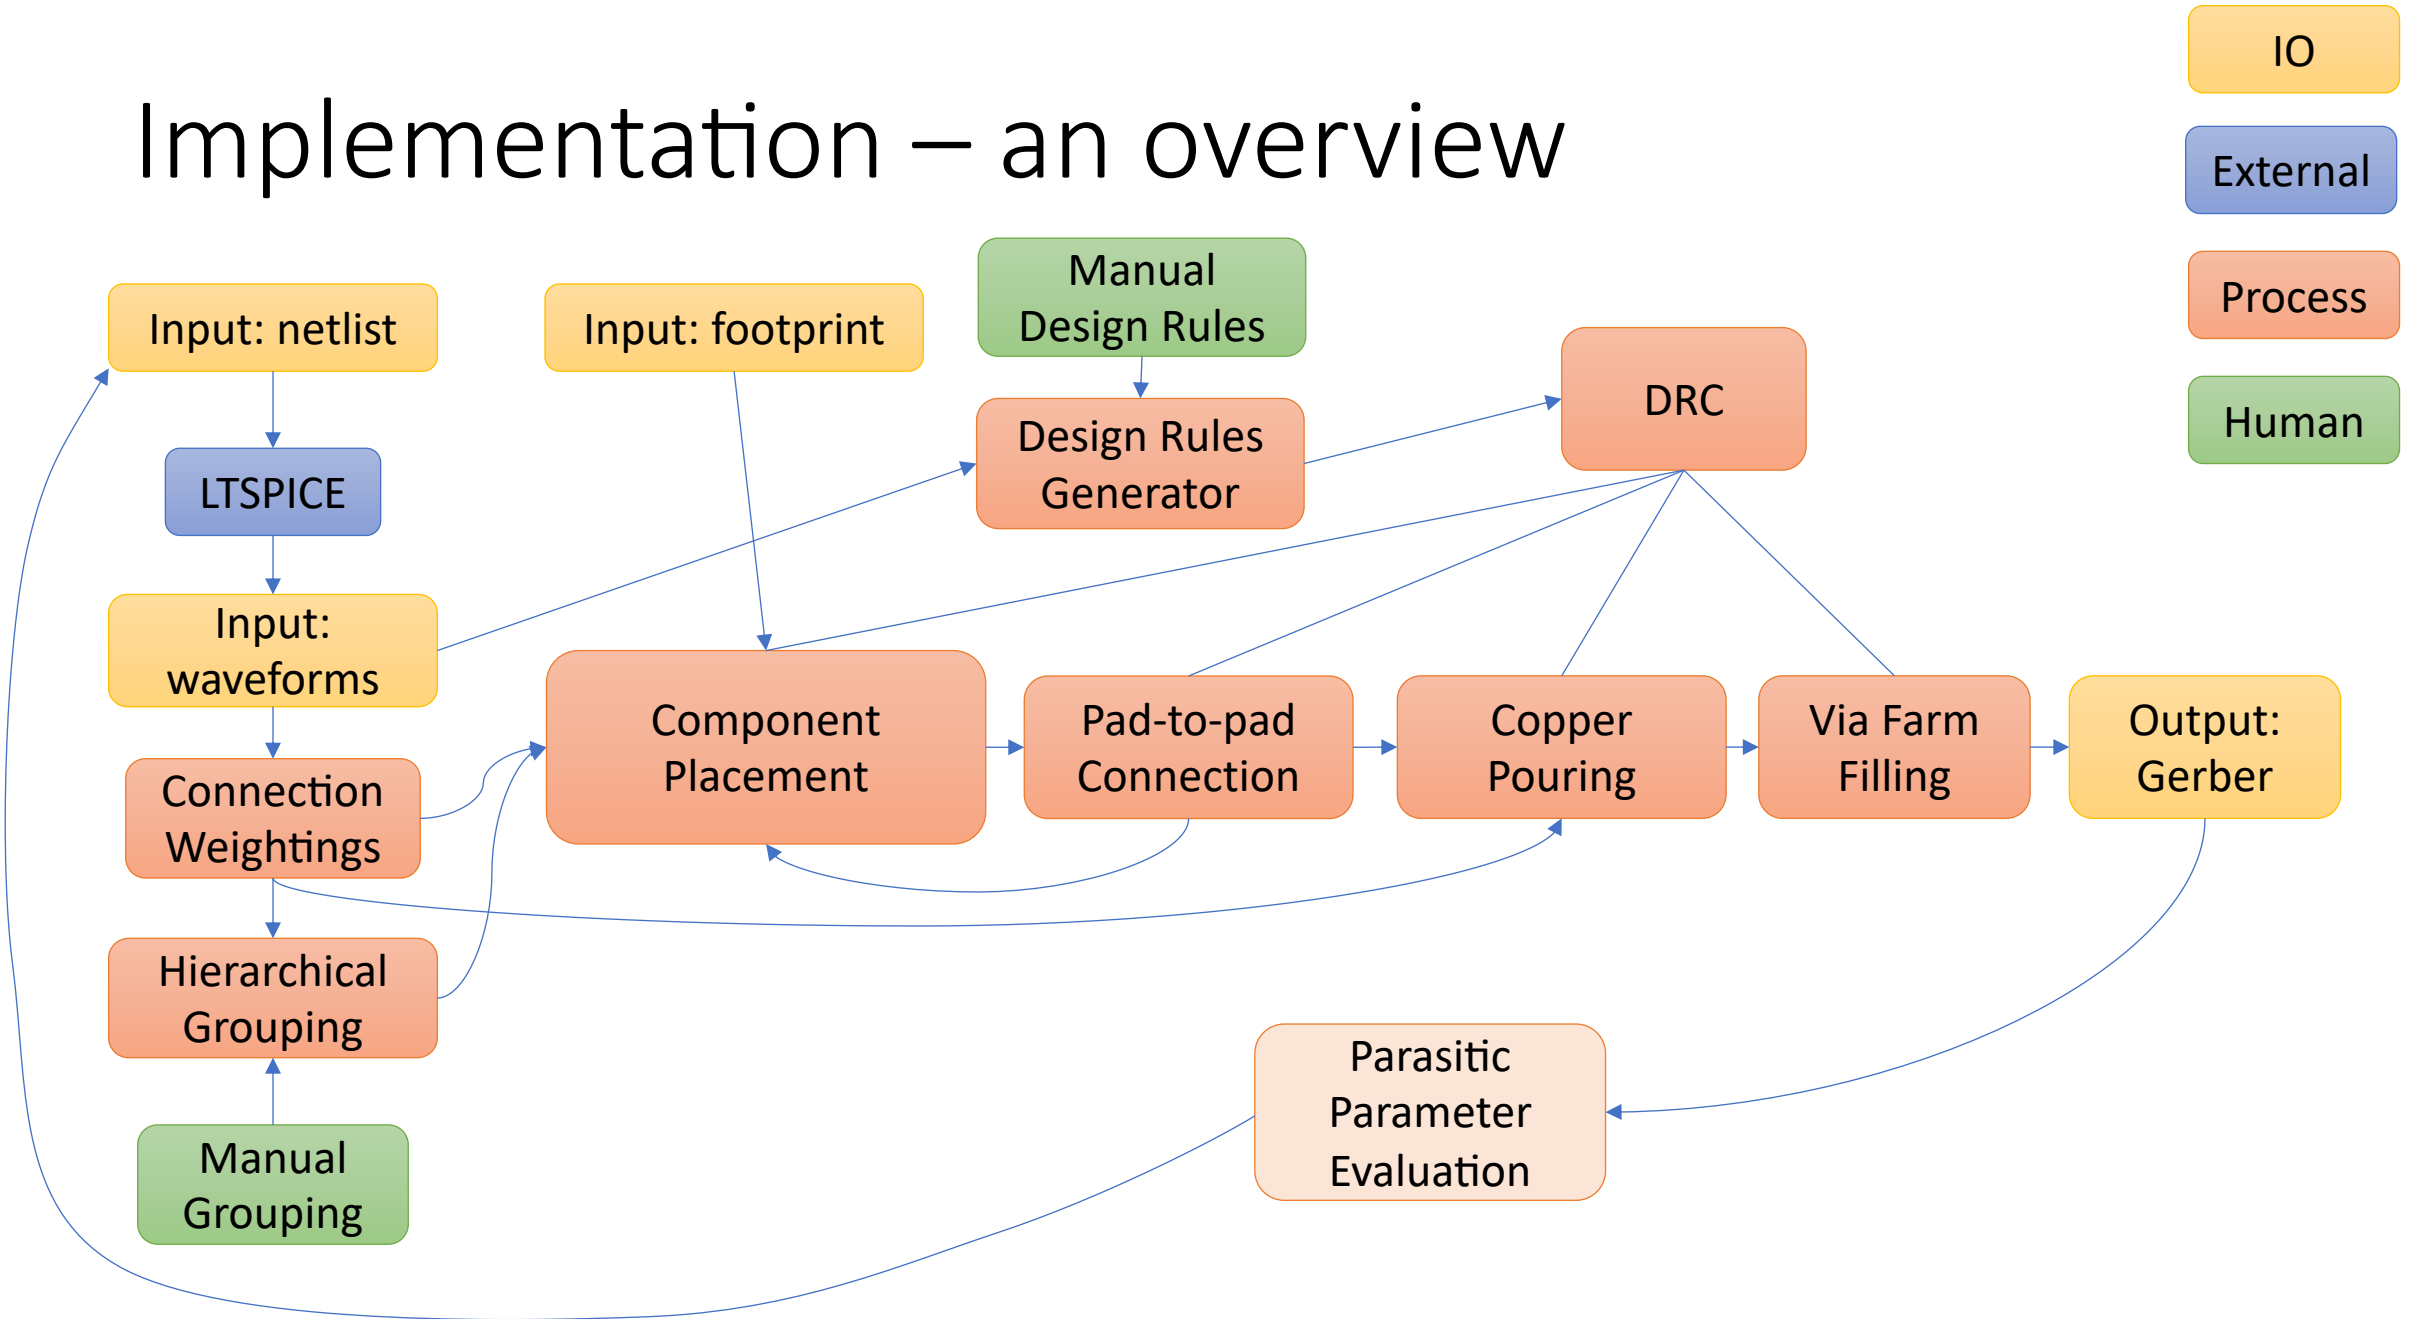 Implementation – an overview
IO
External
Process
Human
Input: netlist
Input: footprint
Manual
Design Rules
DRC
Design Rules
Generator
LTSPICE
Input:
waveforms
Component
Placement
Pad-to-pad
Connection
Copper
Pouring
Via Farm
Filling
Output:
Gerber
Connection
Weightings
Hierarchical
Grouping
Parasitic
Parameter
Evaluation
Manual
Grouping